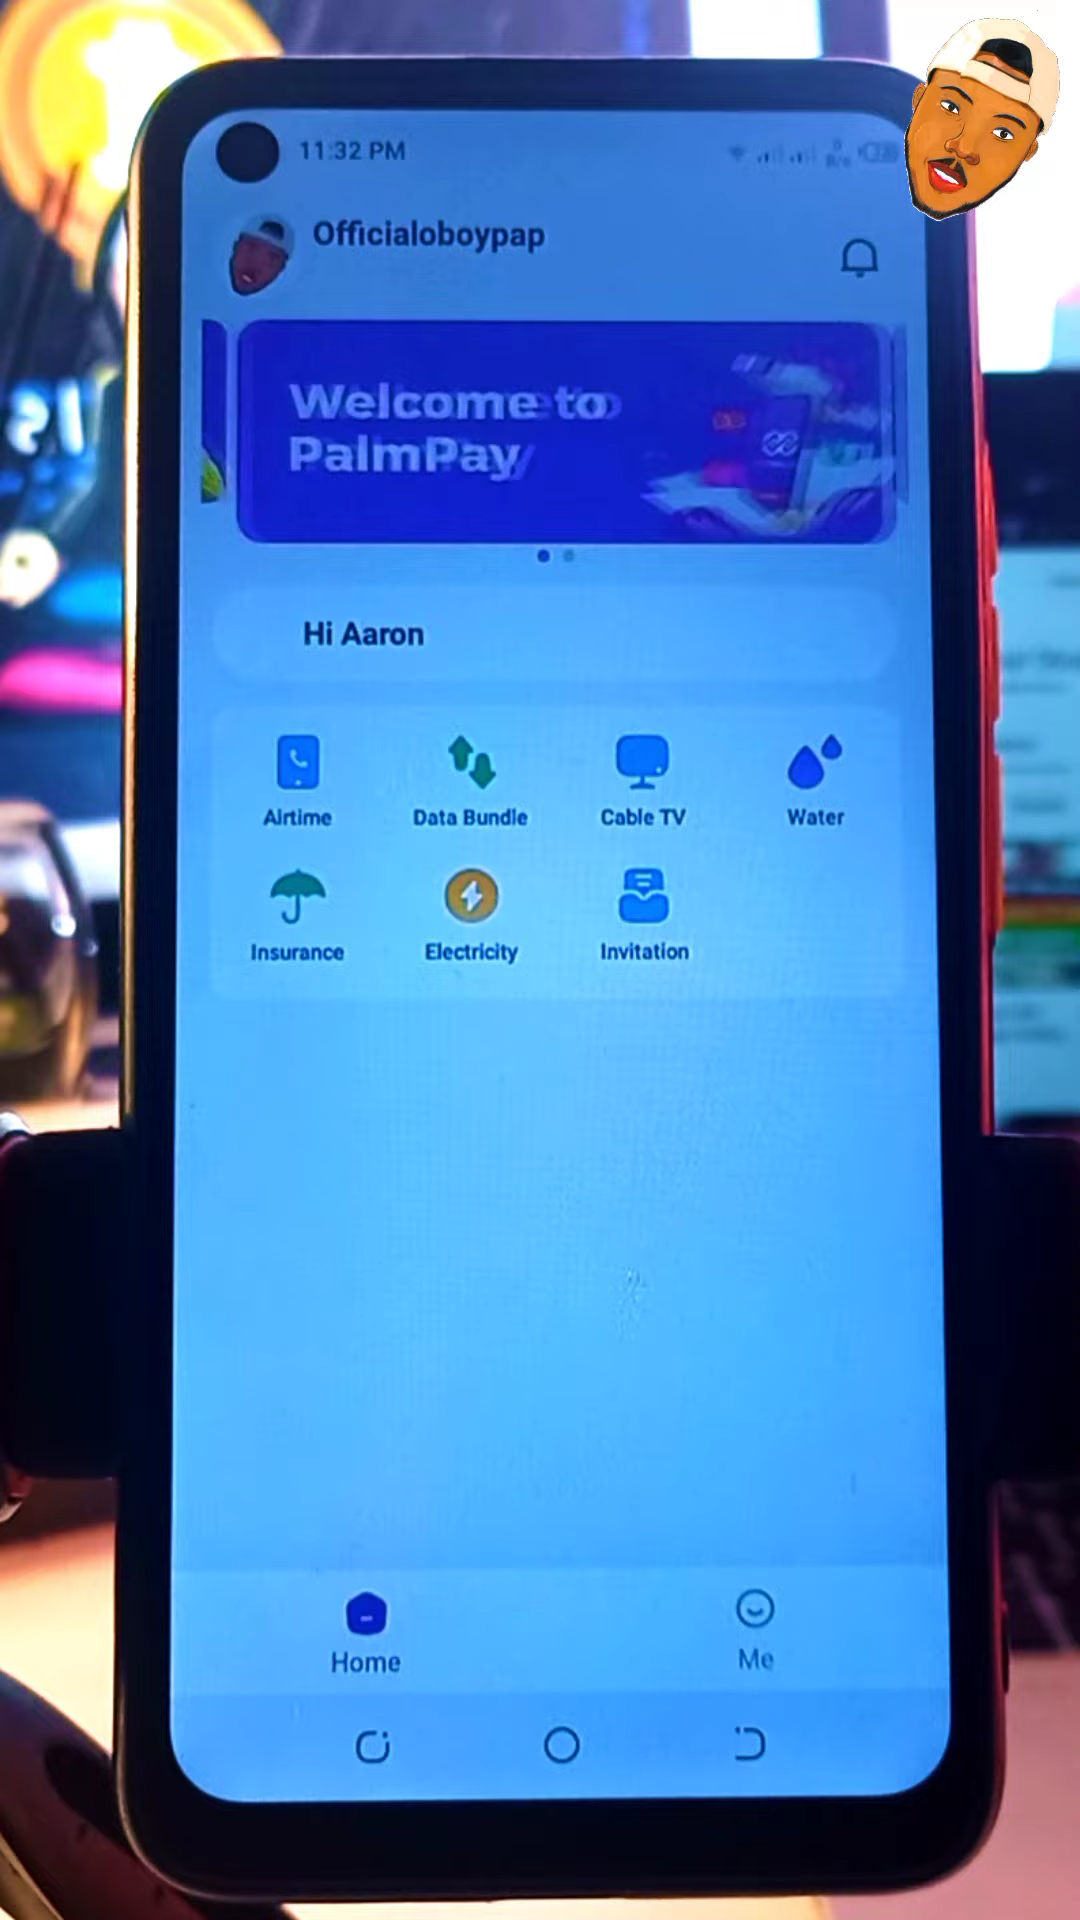 11:32 PM
Officialoboypap
Welcome to
PalmPay
Hi Aaron
Airtime
Data Bundle
Cable TV
Water
Insurance
Electricity
Invitation
Home
Me